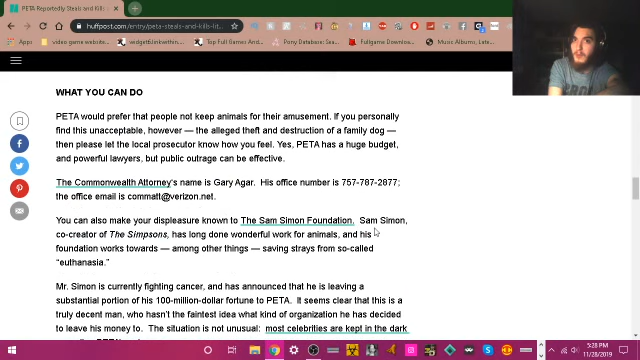 PETA Reportedly Steals and Kills
huffpost.com/entry/peta-steals-and-kills-lit...
Apps
video game website...
widgetEllinkwithin...
Top Full Games And...
Pony Database - Son...
Fullgame Download...
Music Albums - Mus...
WHAT YOU CAN DO
PETA would prefer that people not keep animals for their amusement. If you personally
find this unacceptable, however — the alleged theft and destruction of a family dog —
then please let the local prosecutor know how you feel. Yes, PETA has a huge budget,
and powerful lawyers, but public outrage can be effective.
The Commonwealth Attorney's name is Gary Agar. His office number is 757-787-2877;
the office email is commatt@verizon.net.
You can also make your displeasure known to The Sam Simon Foundation. Sam Simon,
co-creator of The Simpsons, has long done wonderful work for animals, and his
foundation works towards — among other things — saving strays from so-called
“euthanasia.”
Mr. Simon is currently fighting cancer, and has announced that he is leaving a
substantial portion of his 100-million-dollar fortune to PETA. It seems clear that this is a
truly decent man, who hasn't the faintest idea what kind of organization he has decided
to leave his money to. The situation is not unusual: most celebrities are kept in the dark
5:28 PM
11/28/2019